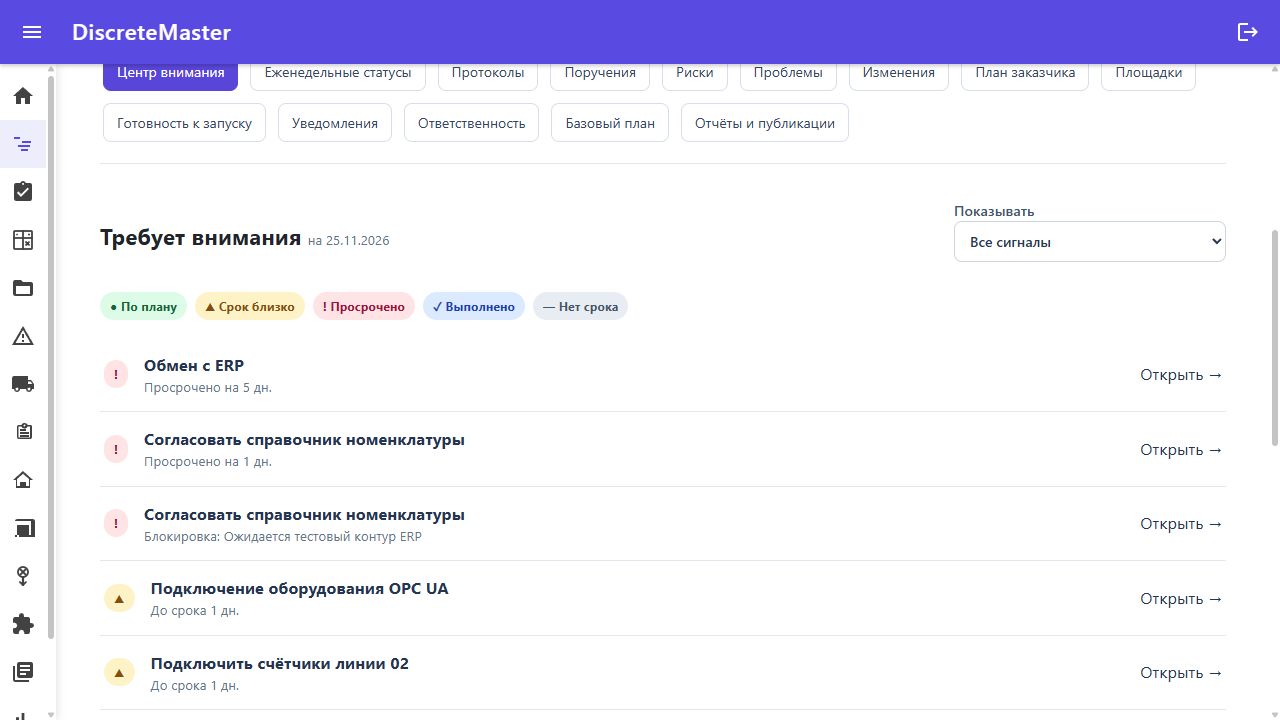 DiscreteMaster
Центр внимания Еженедельные статусы Протоколы Поручения Риски Проблемы Изменения План заказчика Площадки
Готовность к запуску Уведомления Ответственность Базовый план Отчёты и публикации
Показывать
Требует внимания на 25.11.2026
Все сигналы
● По плану ▲ Срок близко ! Просрочено ✓ Выполнено — Нет срока
! Обмен с ERP
Просрочено на 5 дн.
Открыть →
! Согласовать справочник номенклатуры
Просрочено на 1 дн.
Открыть →
! Согласовать справочник номенклатуры
Блокировка: Ожидается тестовый контур ERP
Открыть →
▲ Подключение оборудования OPC UA
До срока 1 дн.
Открыть →
▲ Подключить счётчики линии 02
До срока 1 дн.
Открыть →